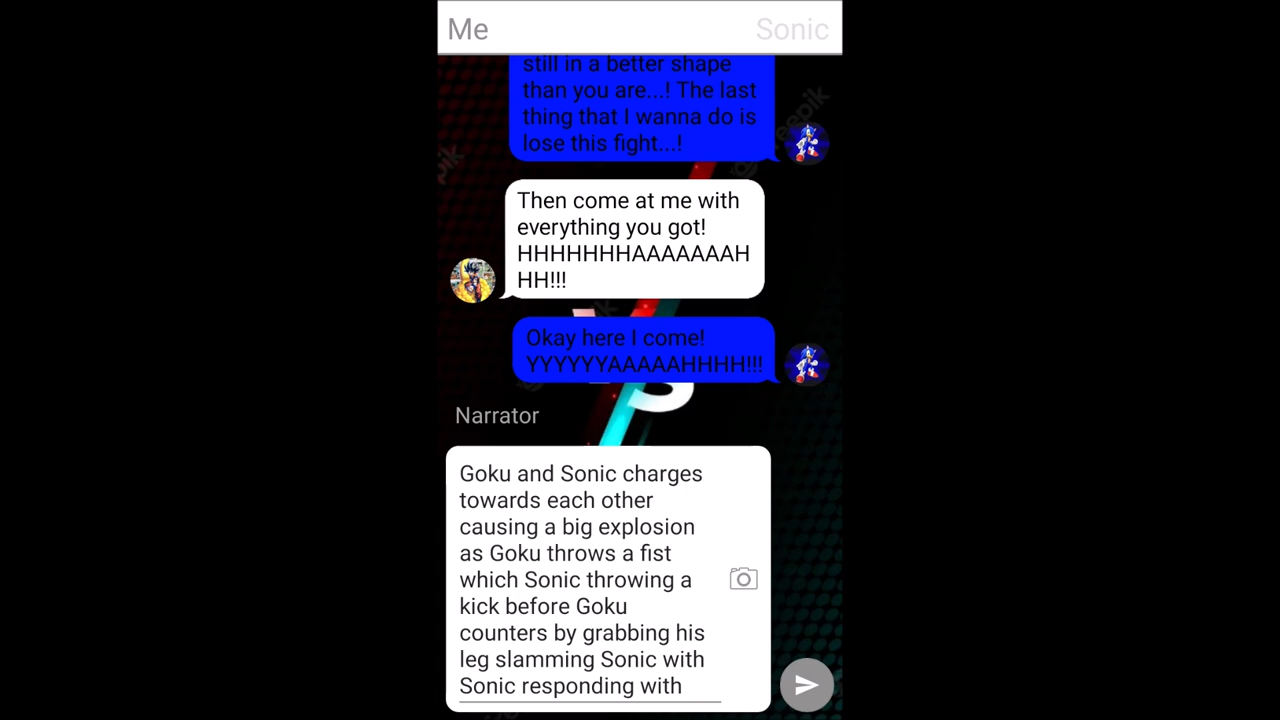 Me
Sonic
still in a better shape
than you are...! The last
thing that I wanna do is
lose this fight...!
Then come at me with
everything you got!
HHHHHHHAAAAAAAH
HH!!!
Okay here I come!
YYYYYYAAAAAHHHH!!!
Narrator
Goku and Sonic charges
towards each other
causing a big explosion
as Goku throws a fist
which Sonic throwing a
kick before Goku
counters by grabbing his
leg slamming Sonic with
Sonic responding with